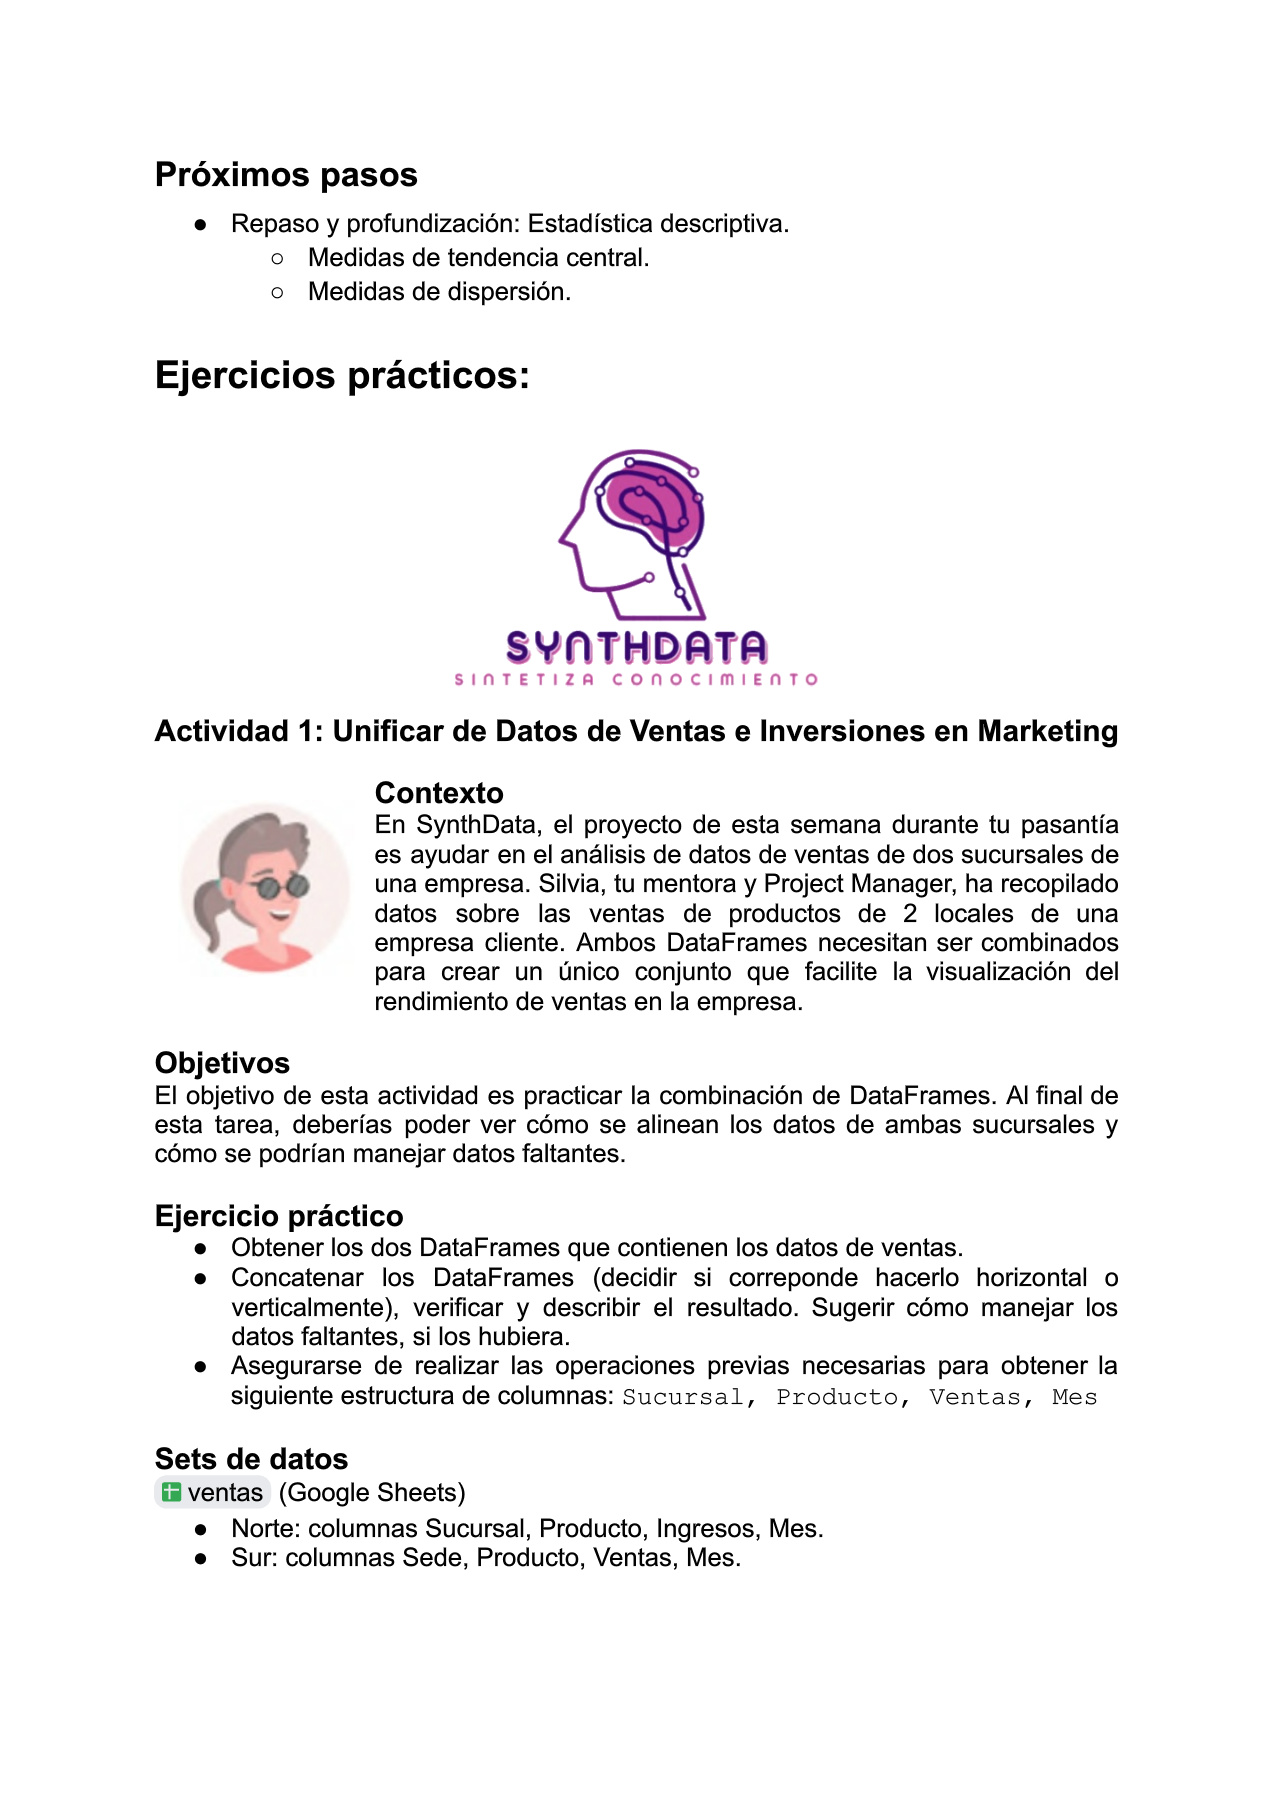 Próximos pasos
● Repaso y profundización: Estadística descriptiva.
○ Medidas de tendencia central.
○ Medidas de dispersión.
Ejercicios prácticos:
SYNTHDATA
SINTETIZA CONOCIMIENTO
Actividad 1: Unificar de Datos de Ventas e Inversiones en Marketing
Contexto
En SynthData, el proyecto de esta semana durante tu pasantía
es ayudar en el análisis de datos de ventas de dos sucursales de
una empresa. Silvia, tu mentora y Project Manager, ha recopilado
datos sobre las ventas de productos de 2 locales de una
empresa cliente. Ambos DataFrames necesitan ser combinados
para crear un único conjunto que facilite la visualización del
rendimiento de ventas en la empresa.
Objetivos
El objetivo de esta actividad es practicar la combinación de DataFrames. Al final de
esta tarea, deberías poder ver cómo se alinean los datos de ambas sucursales y
cómo se podrían manejar datos faltantes.
Ejercicio práctico
● Obtener los dos DataFrames que contienen los datos de ventas.
● Concatenar los DataFrames (decidir si correponde hacerlo horizontal o
verticalmente), verificar y describir el resultado. Sugerir cómo manejar los
datos faltantes, si los hubiera.
● Asegurarse de realizar las operaciones previas necesarias para obtener la
siguiente estructura de columnas: Sucursal, Producto, Ventas, Mes
Sets de datos
ventas (Google Sheets)
● Norte: columnas Sucursal, Producto, Ingresos, Mes.
● Sur: columnas Sede, Producto, Ventas, Mes.